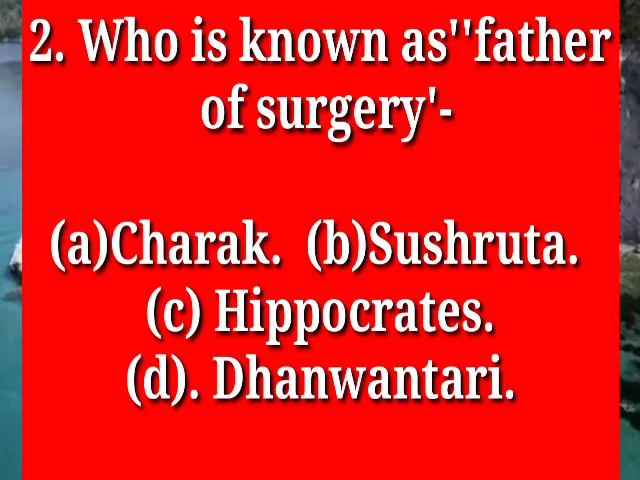 2. Who is known as''father
of surgery'-
(a)Charak. (b)Sushruta.
(c) Hippocrates.
(d). Dhanwantari.